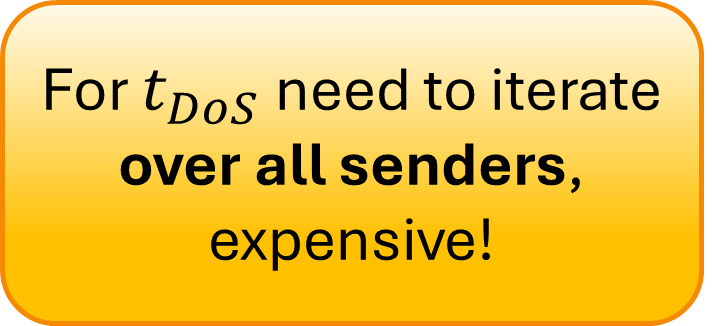 For t_DoS need to iterate
over all senders,
expensive!